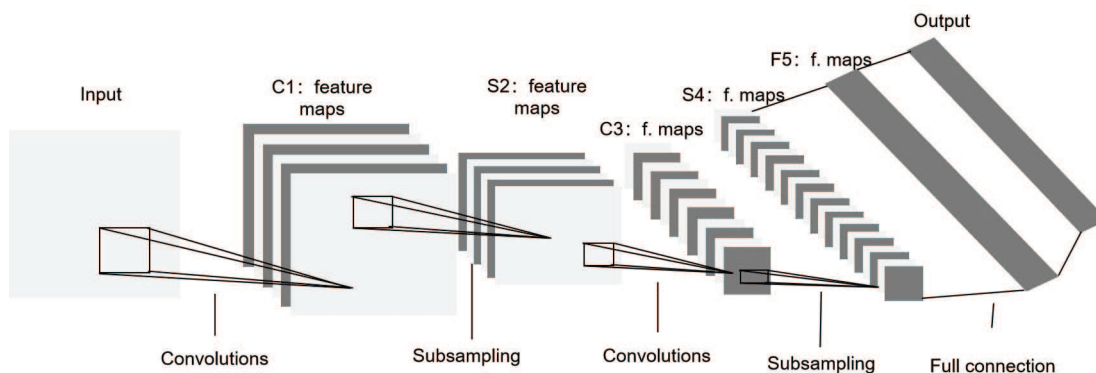 Output
F5: f. maps
Input
C1: feature
maps
S2: feature
maps
S4: f. maps
C3: f. maps
Convolutions
Subsampling
Convolutions
Subsampling
Full connection